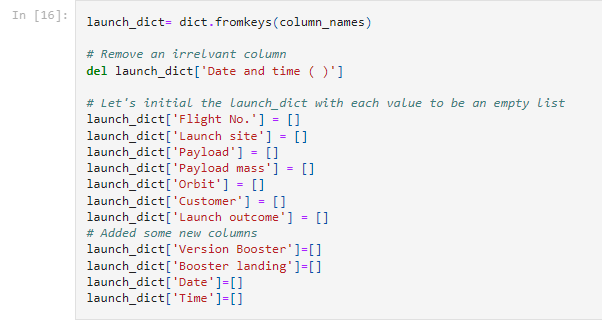 In [16]:
launch_dict= dict.fromkeys(column_names)
# Remove an irrelvant column
del launch_dict['Date and time ( )']
# Let's initial the launch_dict with each value to be an empty list
launch_dict['Flight No.'] = []
launch_dict['Launch site'] = []
launch_dict['Payload'] = []
launch_dict['Payload mass'] = []
launch_dict['Orbit'] = []
launch_dict['Customer'] = []
launch_dict['Launch outcome'] = []
# Added some new columns
launch_dict['Version Booster']=[]
launch_dict['Booster landing']=[]
launch_dict['Date']=[]
launch_dict['Time']=[]